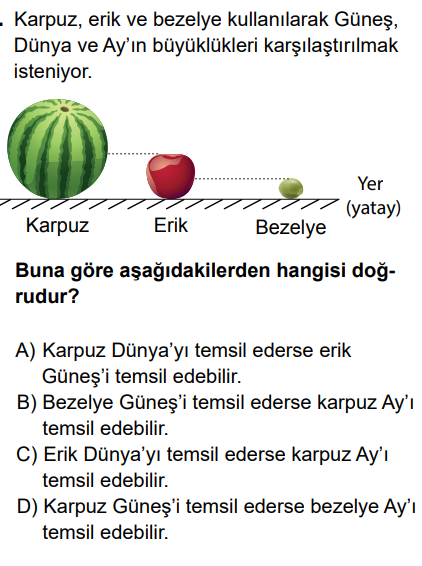 Karpuz, erik ve bezelye kullanılarak Güneş,
Dünya ve Ay’ın büyüklükleri karşılaştırılmak
isteniyor.
Yer
(yatay)
Karpuz Erik Bezelye
Buna göre aşağıdakilerden hangisi doğ-
rudur?
A) Karpuz Dünya’yı temsil ederse erik
Güneş’i temsil edebilir.
B) Bezelye Güneş’i temsil ederse karpuz Ay’ı
temsil edebilir.
C) Erik Dünya’yı temsil ederse karpuz Ay’ı
temsil edebilir.
D) Karpuz Güneş’i temsil ederse bezelye Ay’ı
temsil edebilir.